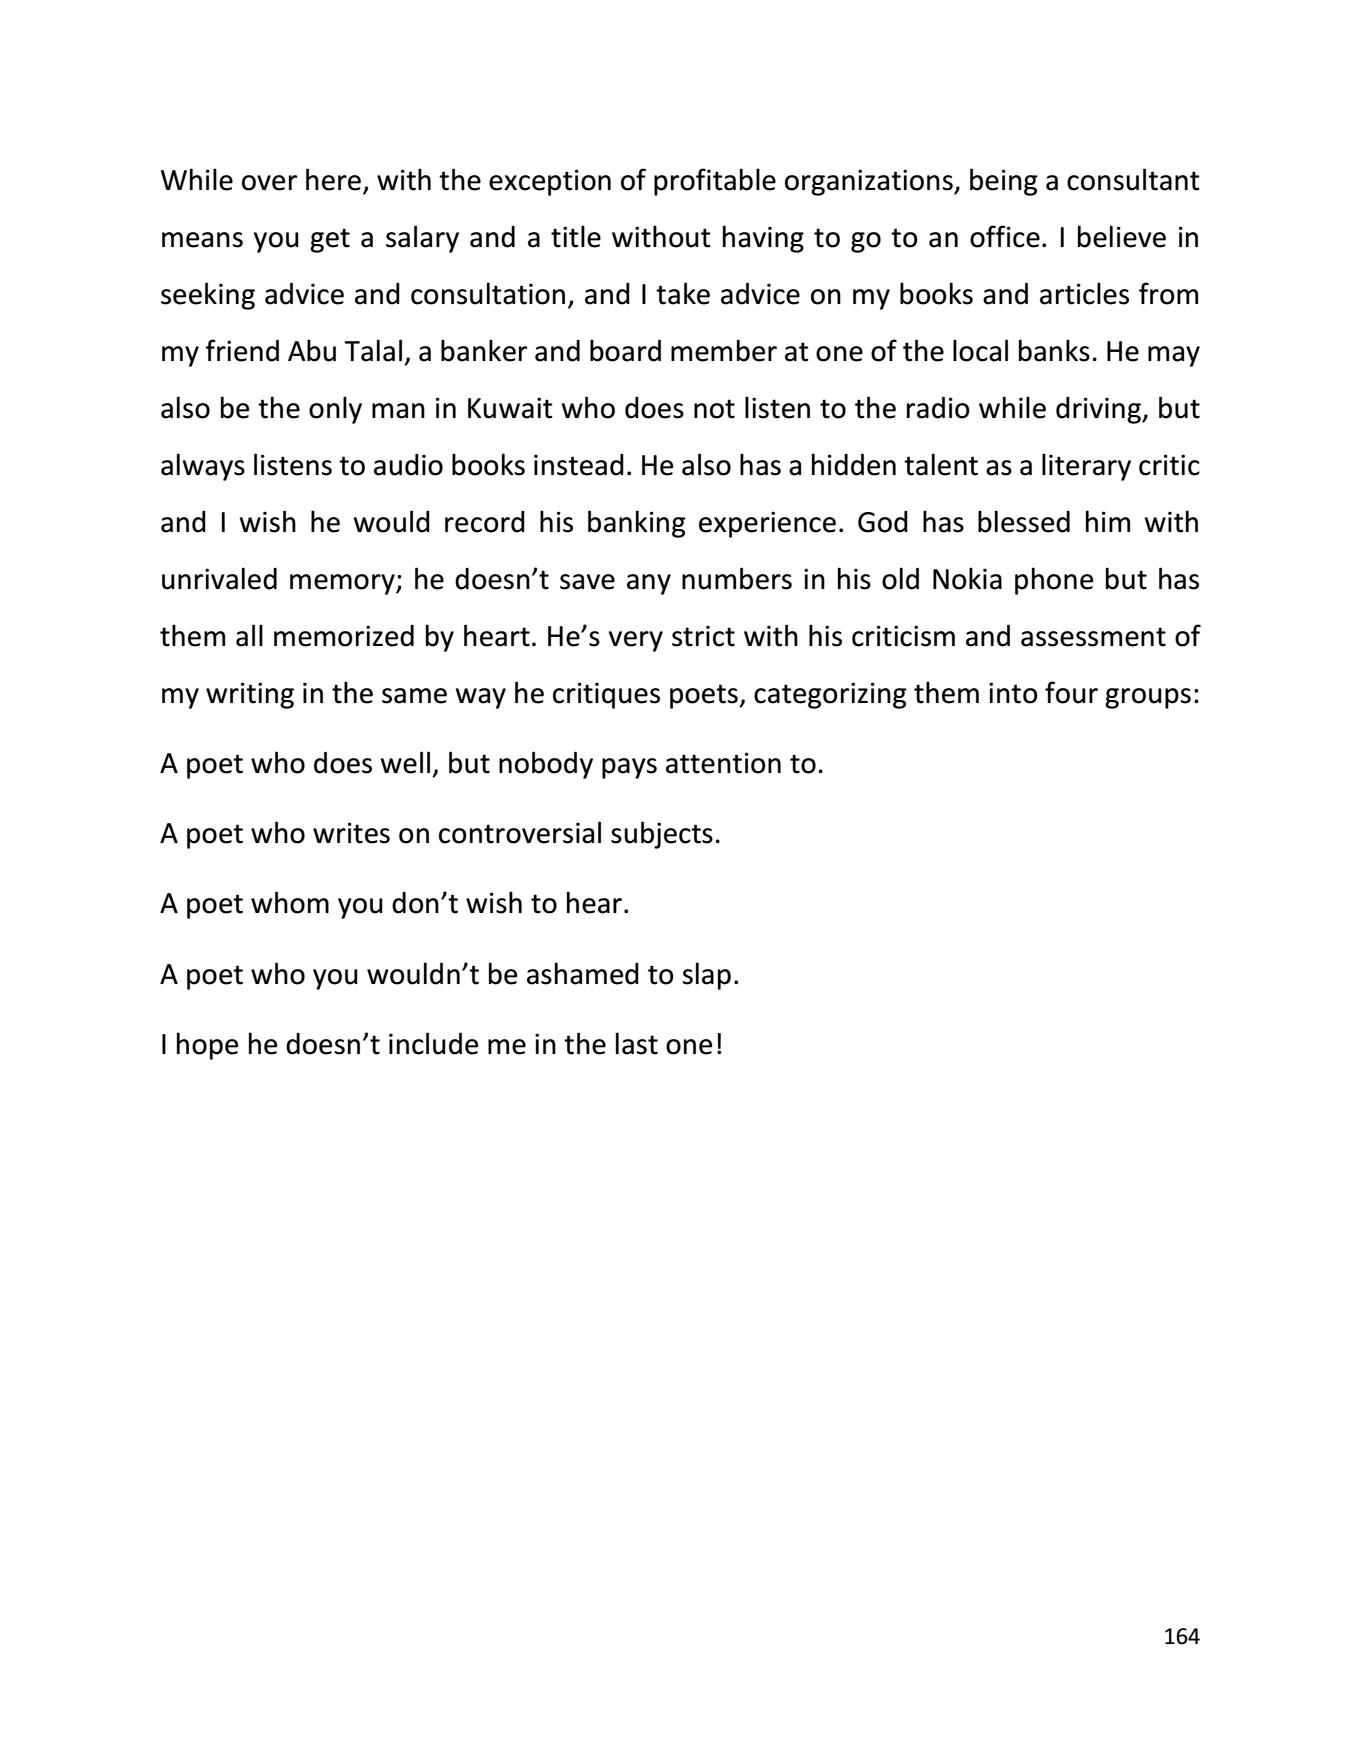 While over here, with the exception of profitable organizations, being a consultant
means you get a salary and a title without having to go to an office. I believe in
seeking advice and consultation, and I take advice on my books and articles from
my friend Abu Talal, a banker and board member at one of the local banks. He may
also be the only man in Kuwait who does not listen to the radio while driving, but
always listens to audio books instead. He also has a hidden talent as a literary critic
and I wish he would record his banking experience. God has blessed him with
unrivaled memory; he doesn’t save any numbers in his old Nokia phone but has
them all memorized by heart. He’s very strict with his criticism and assessment of
my writing in the same way he critiques poets, categorizing them into four groups:
A poet who does well, but nobody pays attention to.
A poet who writes on controversial subjects.
A poet whom you don’t wish to hear.
A poet who you wouldn’t be ashamed to slap.
I hope he doesn’t include me in the last one!
164